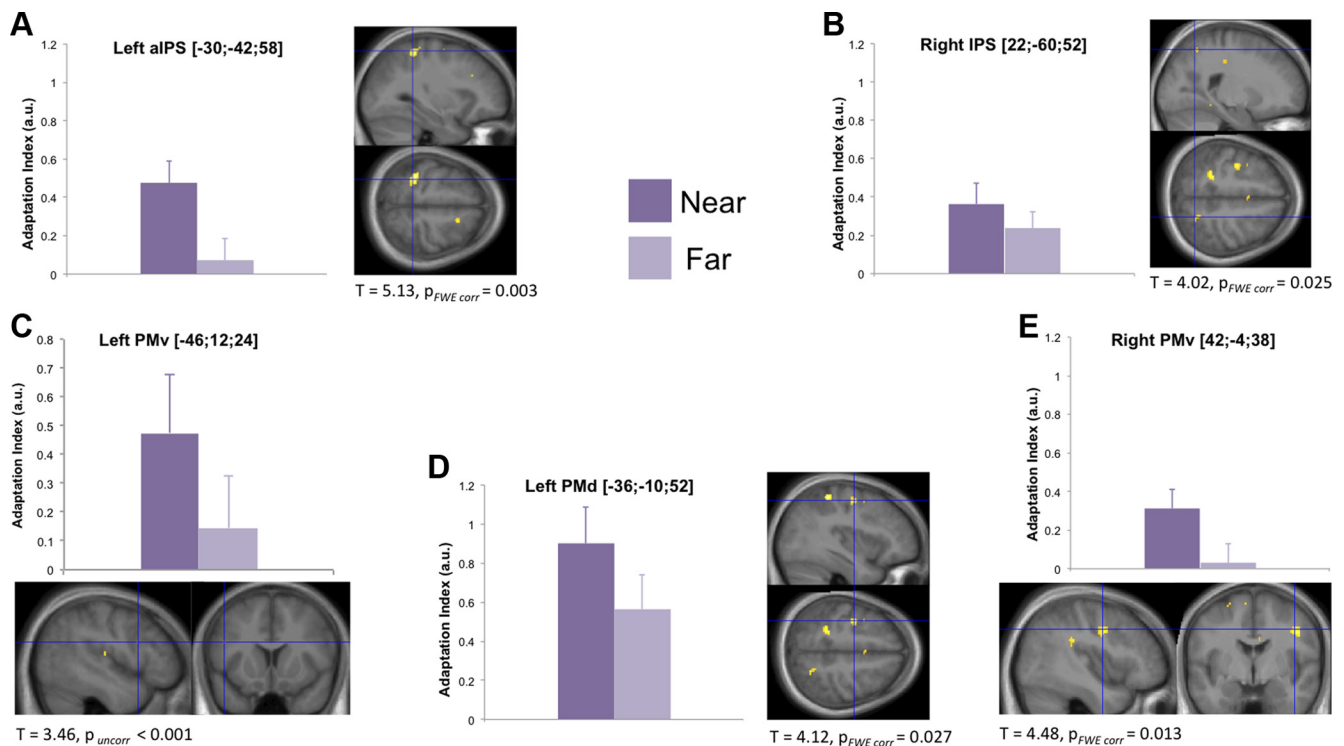 A
Left aIPS [-30;-42;58]
Adaptation Index (a.u.)
1.2
1
0.8
0.6
0.4
0.2
0
T = 5.13, pFWE corr = 0.003
Near
Far
B
Right IPS [22;-60;52]
Adaptation Index (a.u.)
1.2
1
0.8
0.6
0.4
0.2
0
T = 4.02, pFWE corr = 0.025
C
Left PMv [-46;12;24]
Adaptation Index (a.u.)
0.8
0.7
0.6
0.5
0.4
0.3
0.2
0.1
0
T = 3.46, p uncorr < 0.001
D
Left PMd [-36;-10;52]
Adaptation Index (a.u.)
1.2
1
0.8
0.6
0.4
0.2
0
T = 4.12, pFWE corr = 0.027
E
Right PMv [42;-4;38]
Adaptation Index (a.u.)
1.2
1
0.8
0.6
0.4
0.2
0
T = 4.48, pFWE corr = 0.013